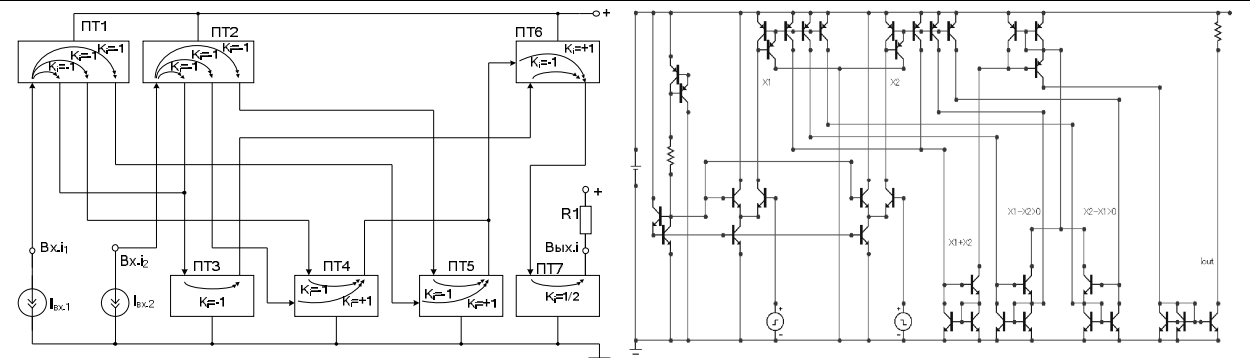 ПТ1
ПТ2
ПТ6
+
Ki=-1
Ki=-1
Ki=-1
Ki=-1
Ki=-1
Ki=-1
Ki=+1
Ki=-1
+
R1
Вх.i1
Вх.i2
Вых.i
ПТ3
ПТ4
ПТ5
ПТ7
Iвх.1
Iвх.2
Ki=-1
Ki=-1
Ki=+1
Ki=-1
Ki=+1
Ki=1/2
X1
X2
X1+X2
X1-X2>0
X2-X1>0
iout
+
-
+
-